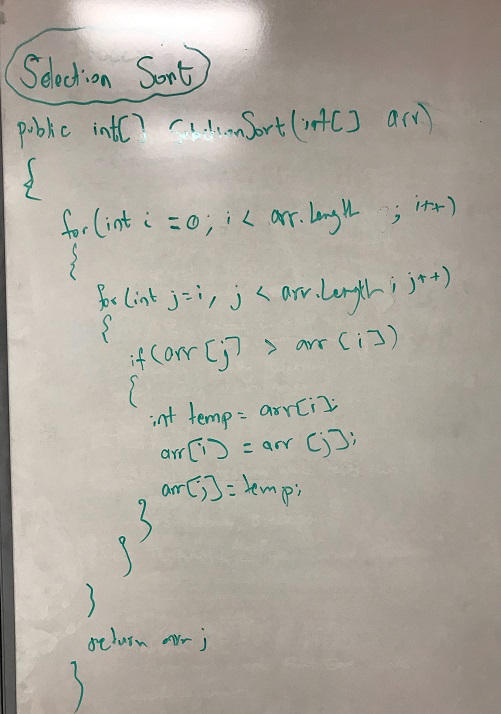 Selection Sort
public int[] SelectionSort(int[] arr)
{
for(int i = 0; i < arr.Length ; i++)
{
for(int j=i, j < arr.Length; j++)
{
if(arr[j] > arr[i])
{
int temp = arr[i];
arr[i] = arr[j];
arr[j] = temp;
}
}
}
return arr;
}